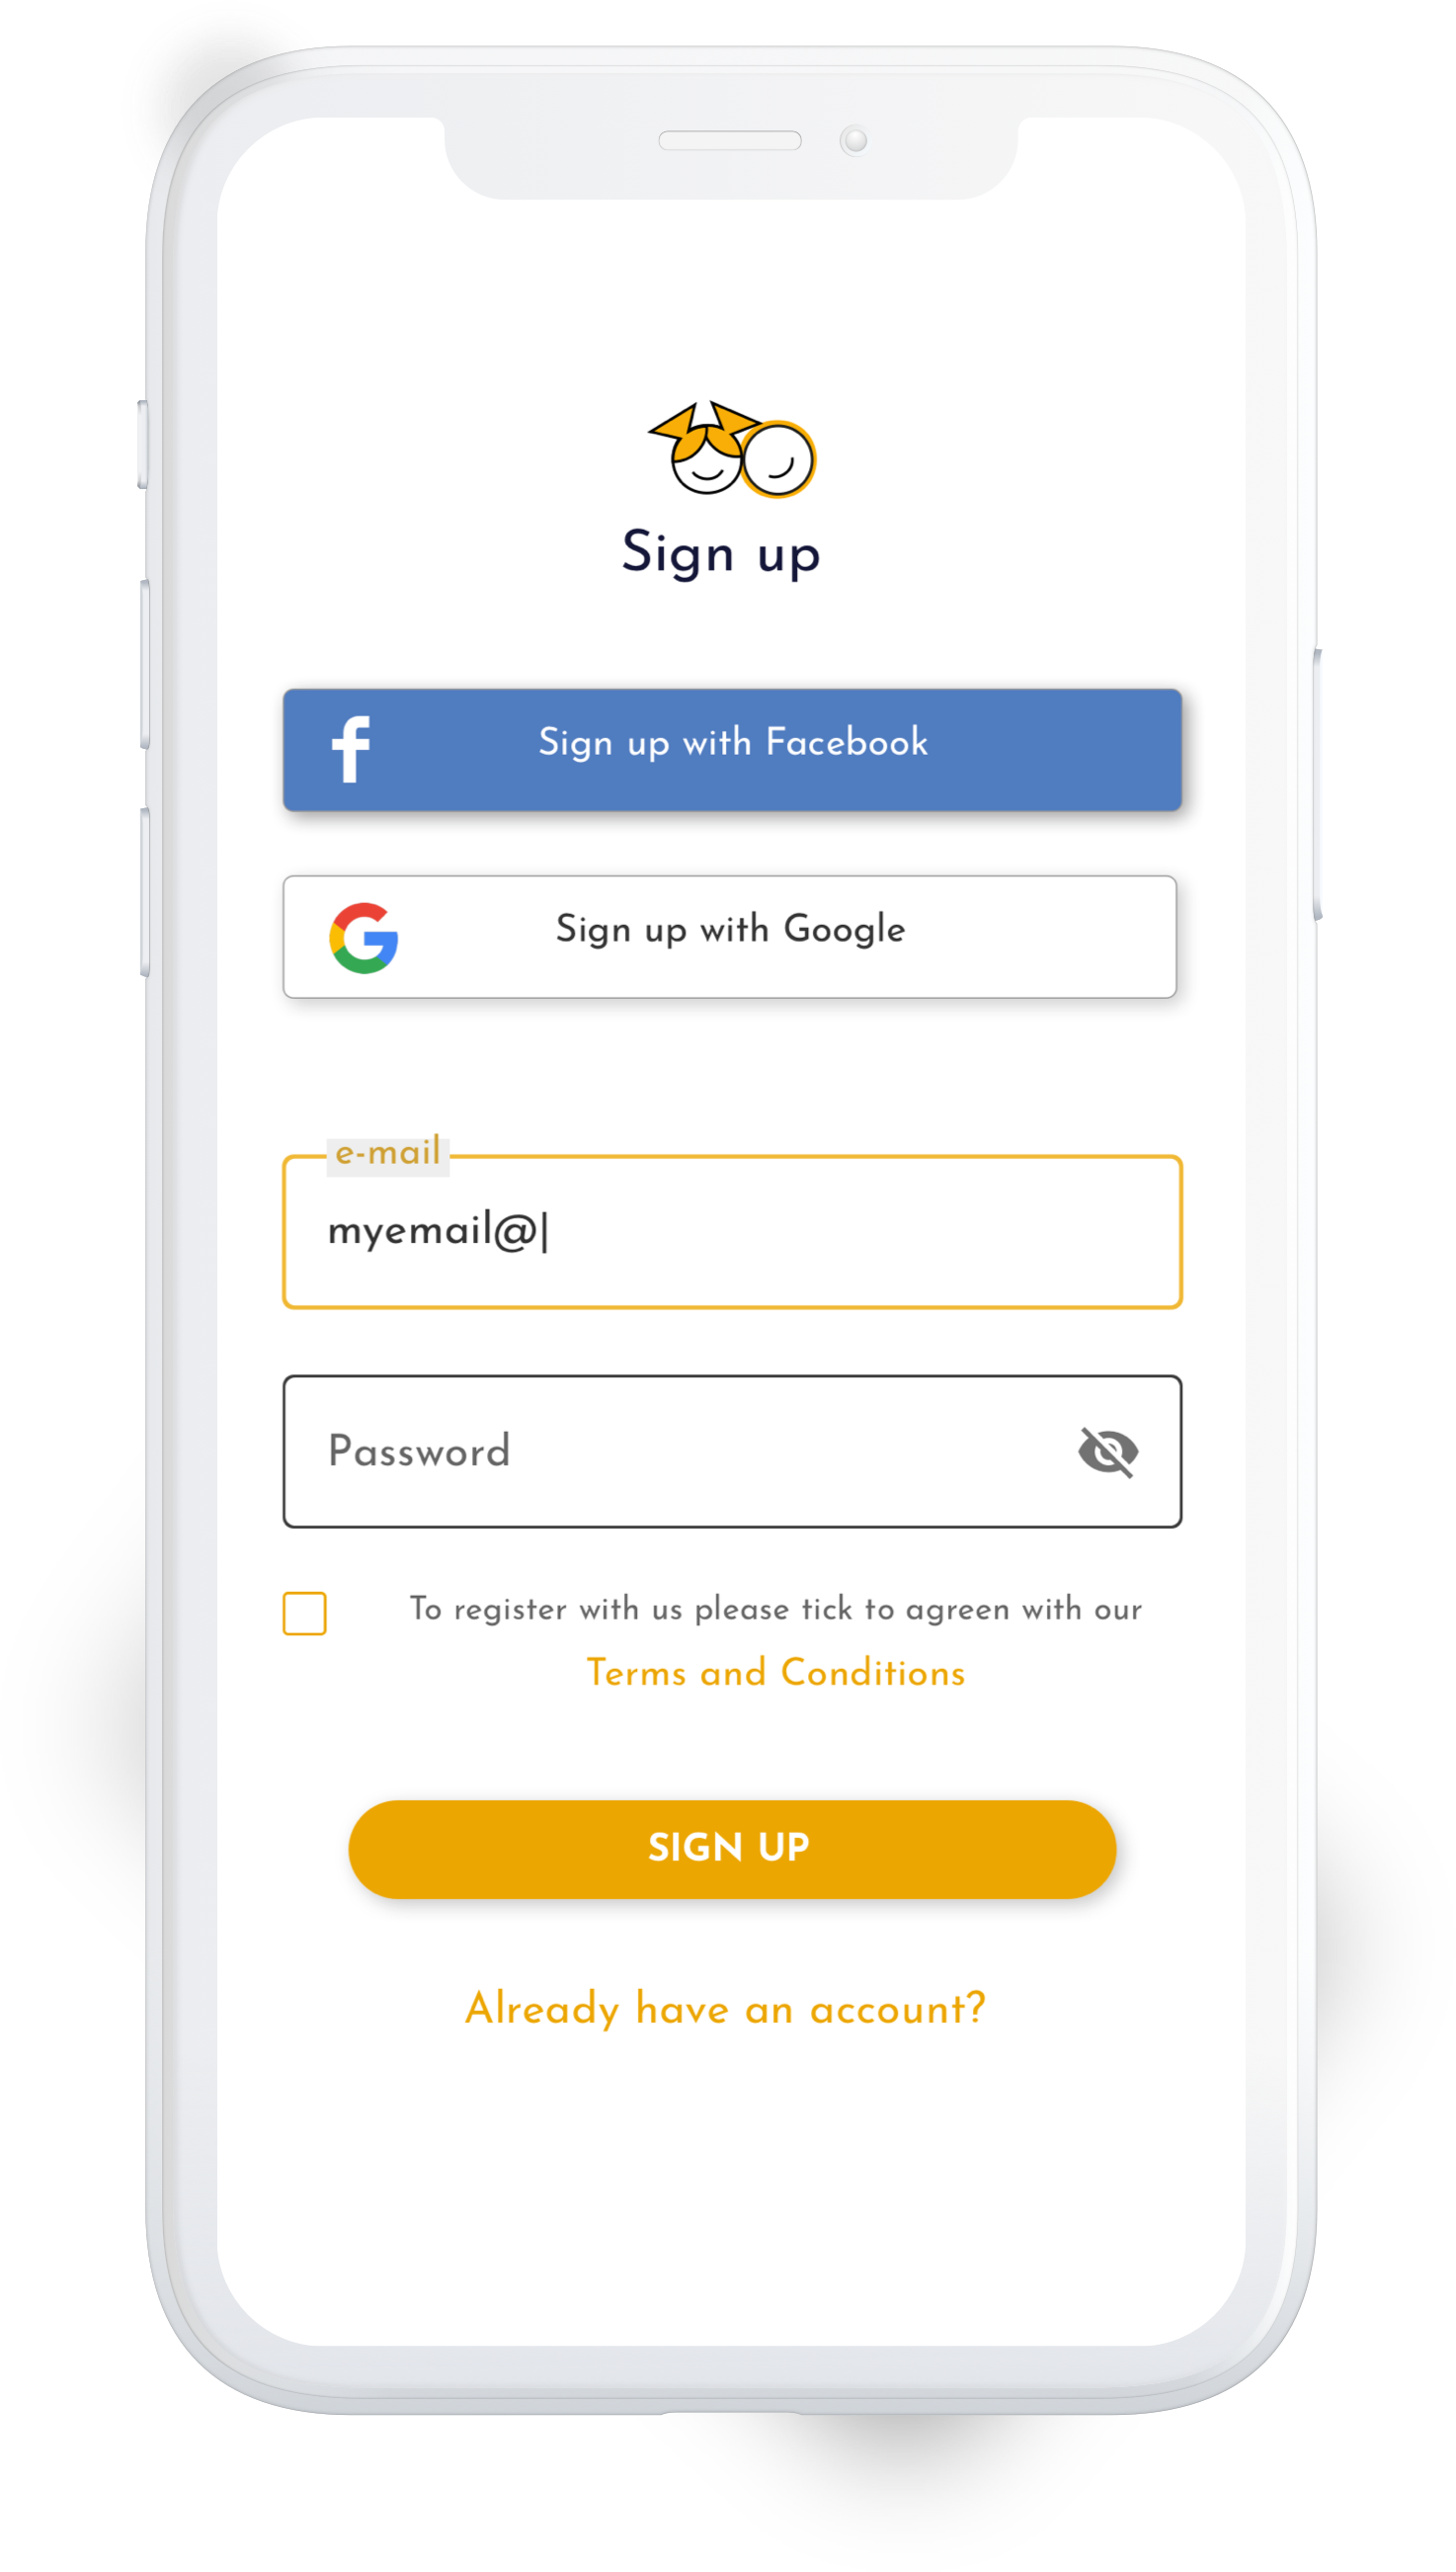 Sign up
Sign up with Facebook
Sign up with Google
e-mail
myemail@
Password
To register with us please tick to agreen with our
Terms and Conditions
SIGN UP
Already have an account?